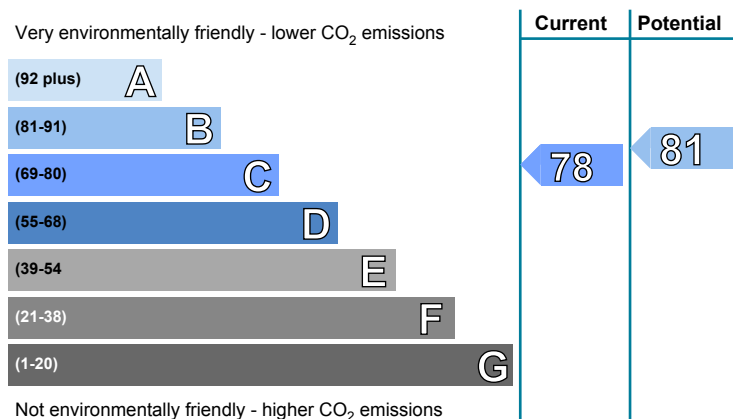 Current Potential
Very environmentally friendly - lower CO2 emissions
(92 plus) A
(81-91) B
(69-80) C
(55-68) D
(39-54 E
(21-38) F
(1-20) G
78
81
Not environmentally friendly - higher CO2 emissions